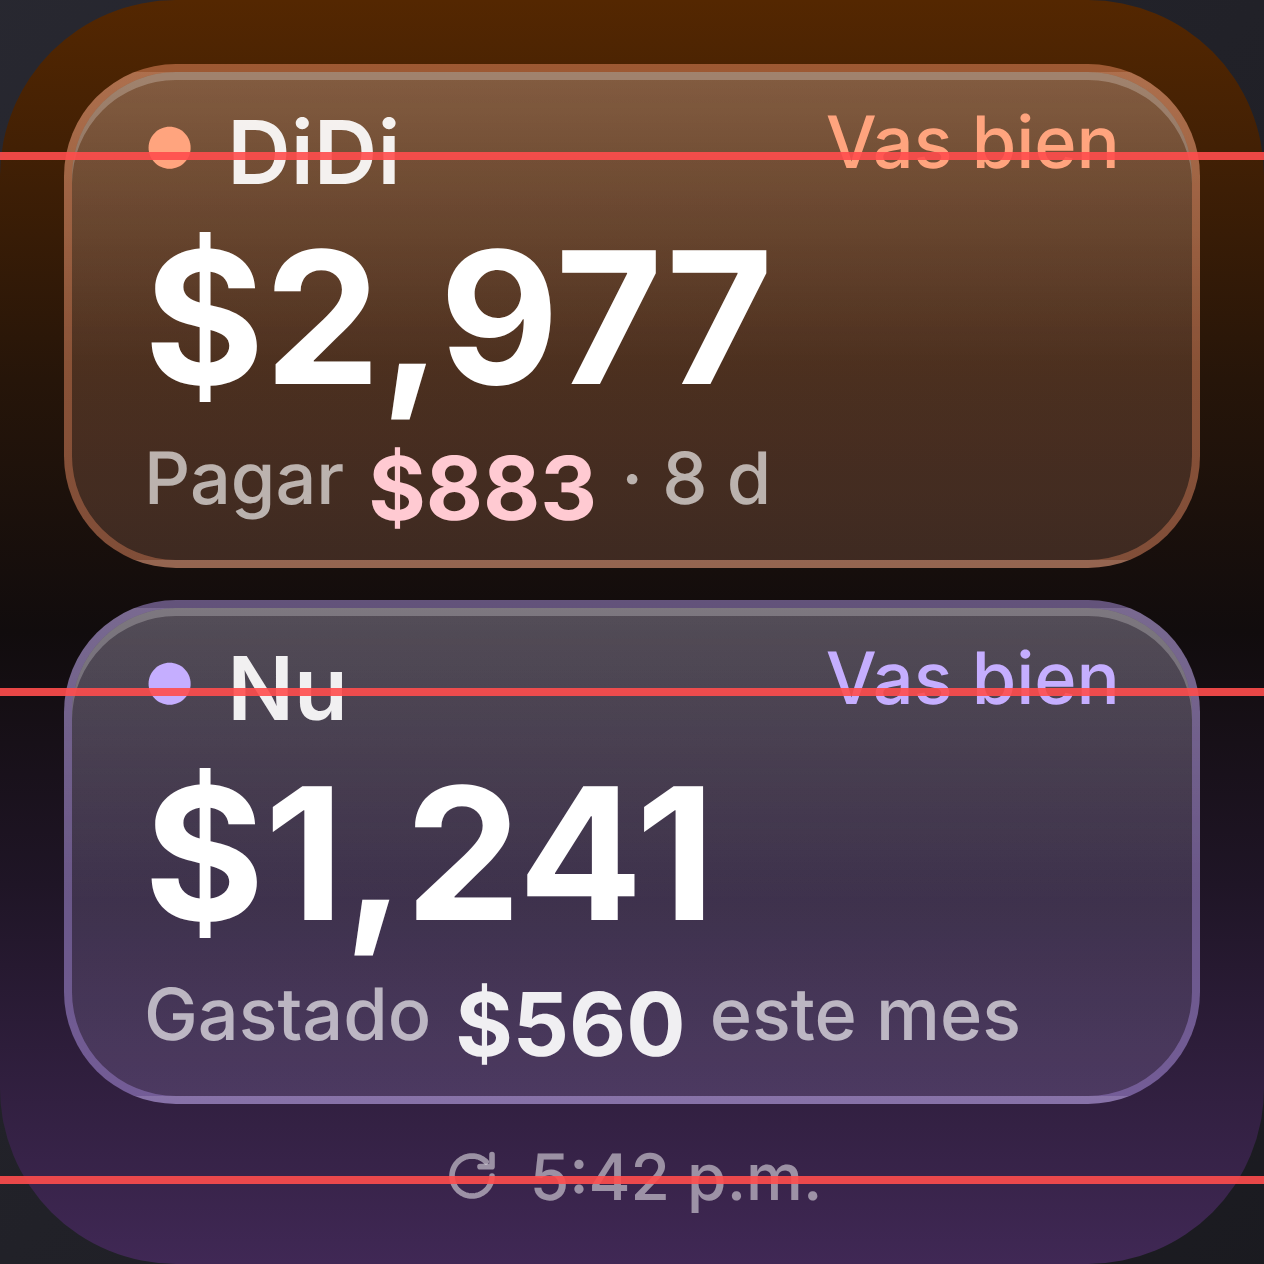 DiDi Vas bien
$2,977
Pagar $883 · 8 d
Nu Vas bien
$1,241
Gastado $560 este mes
5:42 p.m.